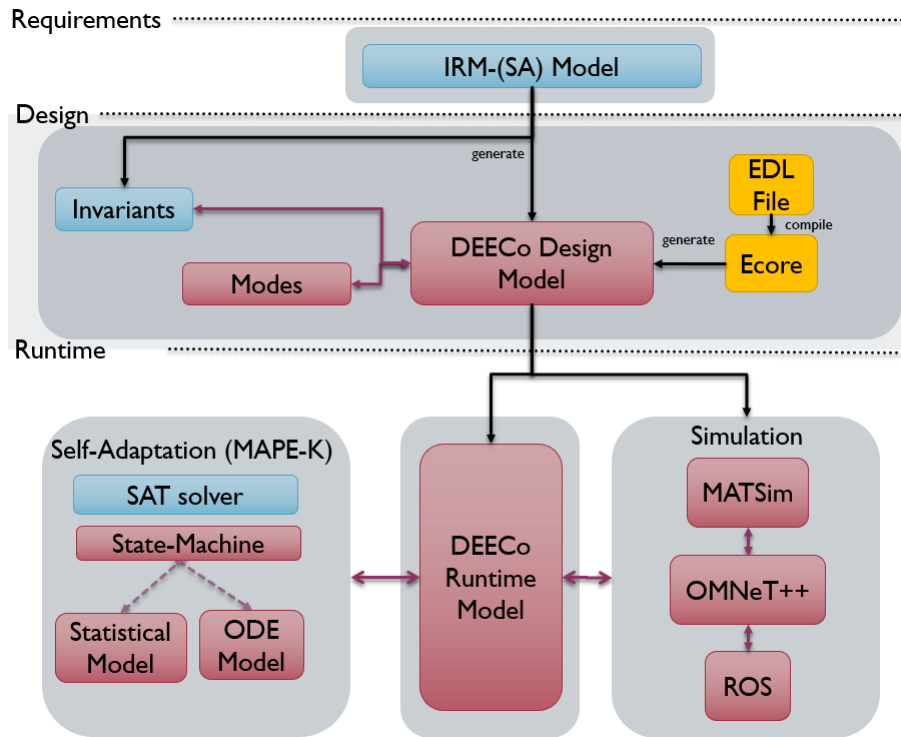 Requirements
IRM-(SA) Model
Design
generate
Invariants
EDL
File
compile
DEECo Design
Model
generate
Ecore
Modes
Runtime
Self-Adaptation (MAPE-K)
SAT solver
State-Machine
Statistical
Model
ODE
Model
DEECo
Runtime
Model
Simulation
MATSim
OMNeT++
ROS